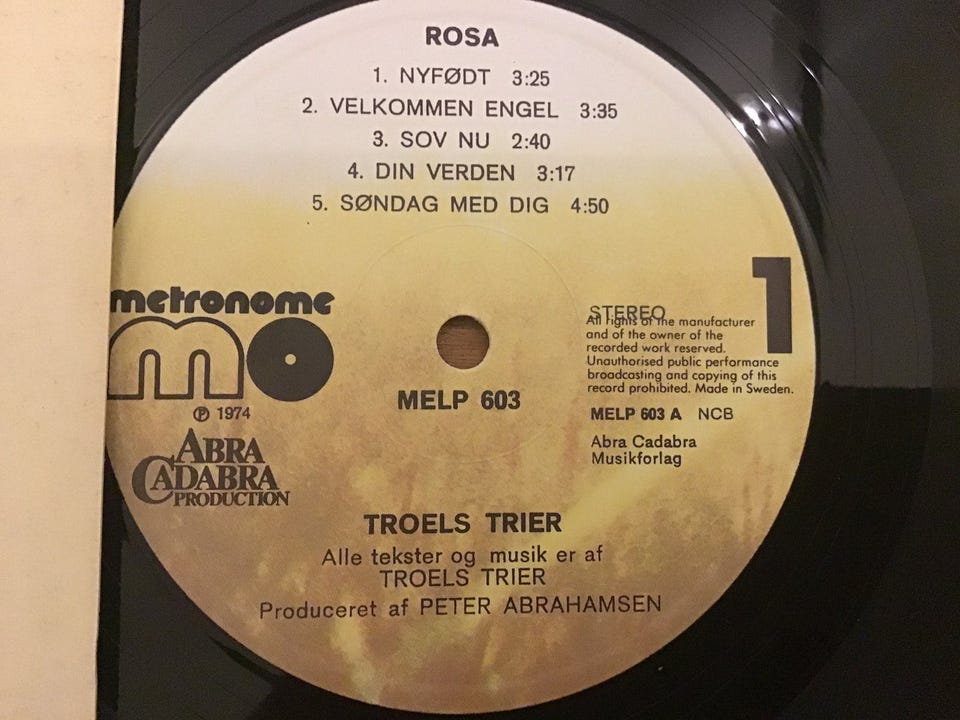 ROSA
1. NYFØDT 3:25
2. VELKOMMEN ENGEL 3:35
3. SOV NU 2:40
4. DIN VERDEN 3:17
5. SØNDAG MED DIG 4:50
metronome
mo
℗ 1974
ABRA
CADABRA
PRODUCTION
MELP 603
1
STEREO
All rights of the manufacturer
and of the owner of the
recorded work reserved.
Unauthorised public performance
broadcasting and copying of this
record prohibited. Made in Sweden.
MELP 603 A NCB
Abra Cadabra
Musikforlag
TROELS TRIER
Alle tekster og musik er af
TROELS TRIER
Produceret af PETER ABRAHAMSEN